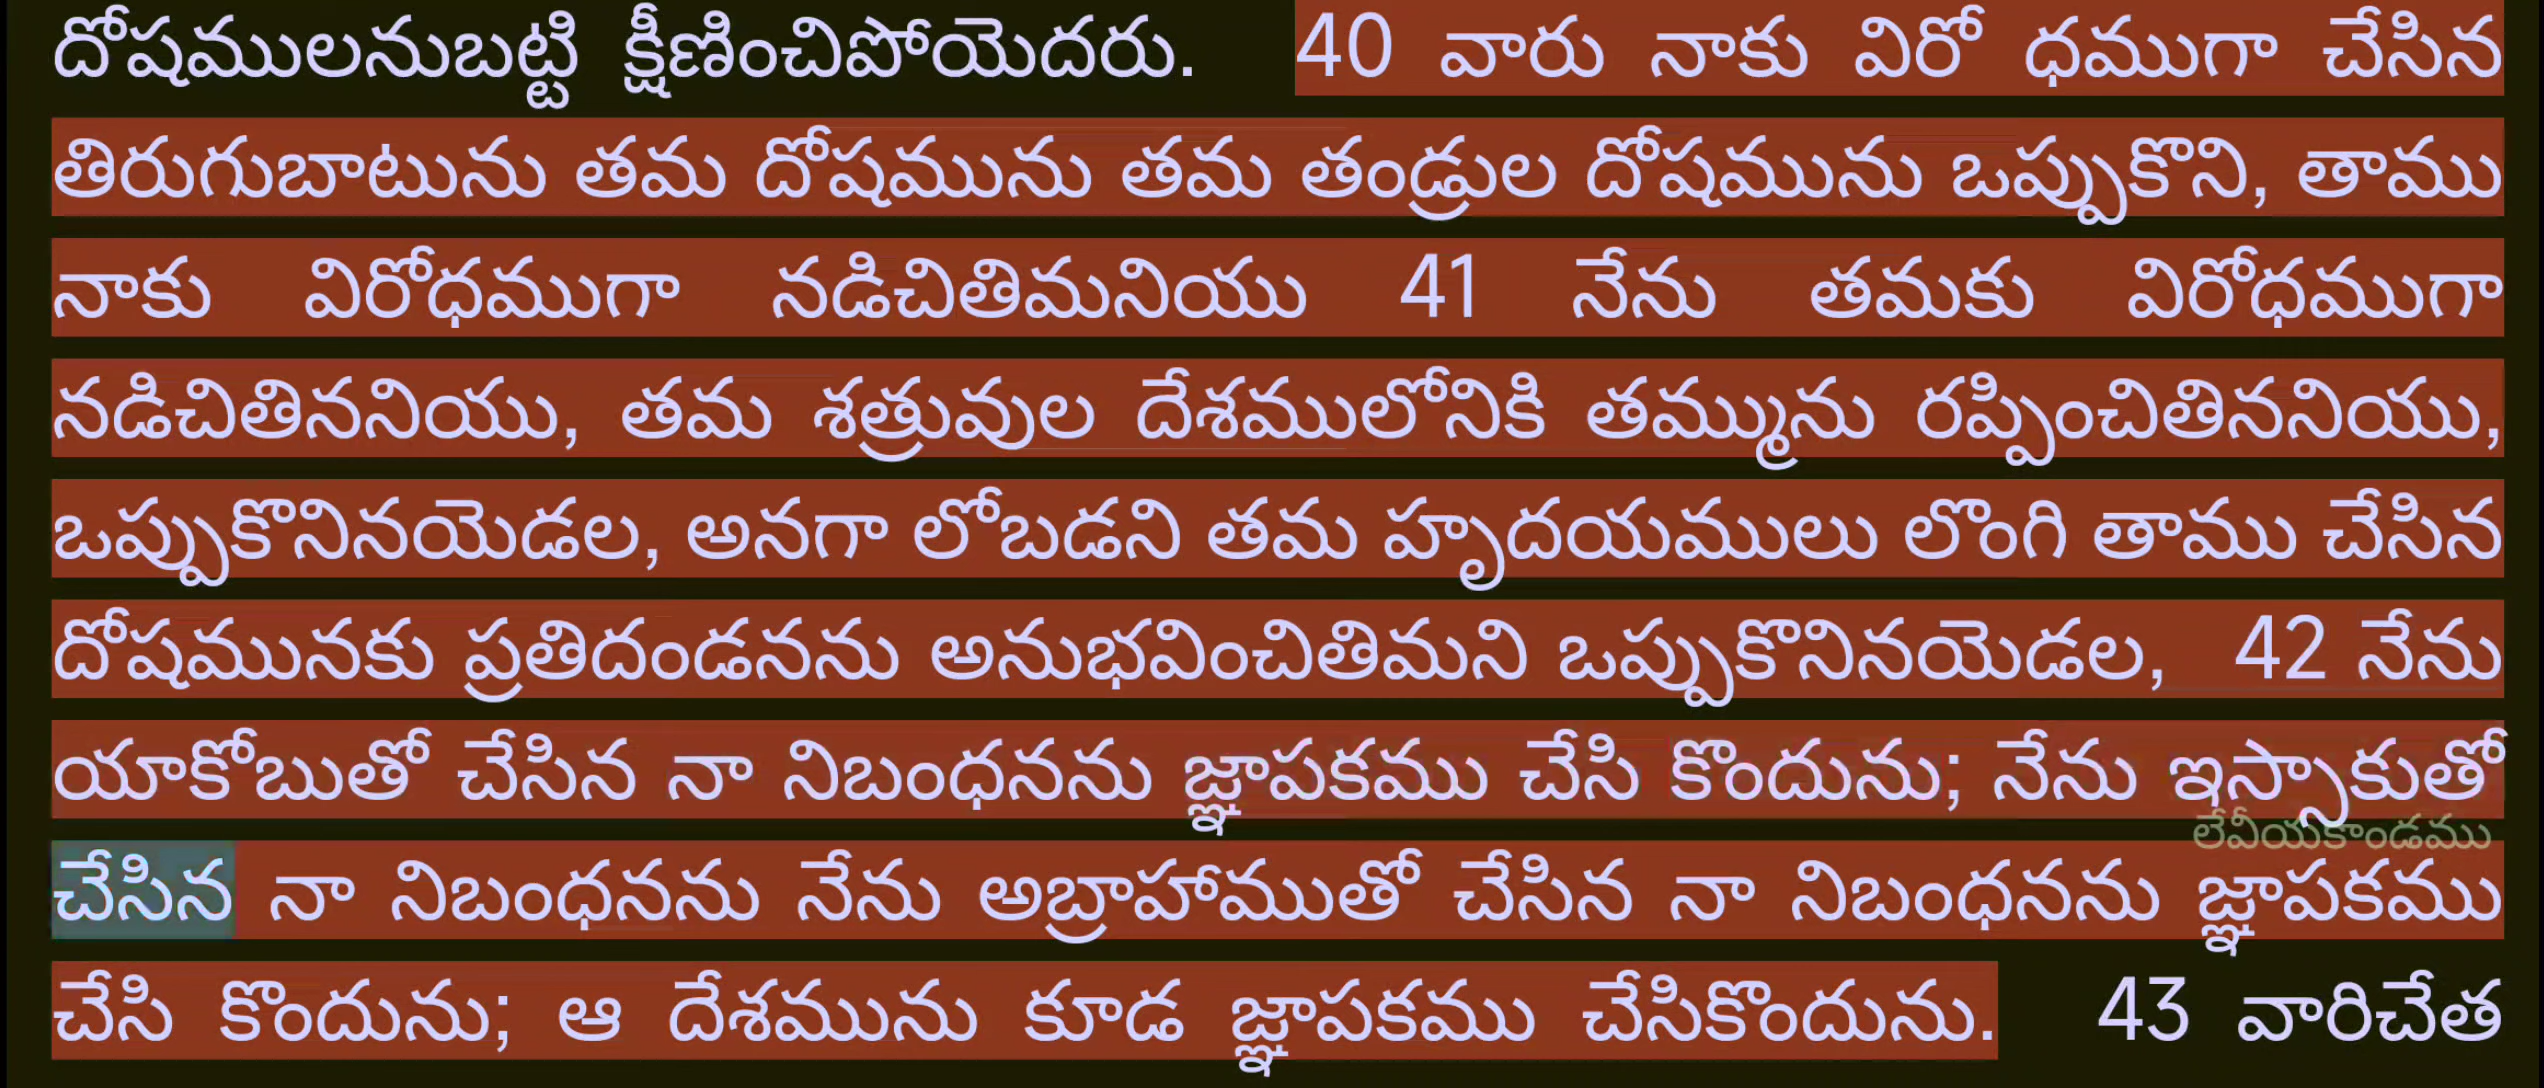 దోషములనుబట్టి క్షీణించిపోయెదరు. 40 వారు నాకు విరో ధముగా చేసిన
తిరుగుబాటును తమ దోషమును తమ తండ్రుల దోషమును ఒప్పుకొని, తాము
నాకు విరోధముగా నడిచితిమనియు 41 నేను తమకు విరోధముగా
నడిచితిననియు, తమ శత్రువుల దేశములోనికి తమ్మును రప్పించితిననియు,
ఒప్పుకొనినయెడల, అనగా లోబడని తమ హృదయములు లొంగి తాము చేసిన
దోషమునకు ప్రతిదండనను అనుభవించితిమని ఒప్పుకొనినయెడల, 42 నేను
యాకోబుతో చేసిన నా నిబంధనను జ్ఞాపకము చేసి కొందును; నేను ఇస్సాకుతో
లేవీయకాండము
చేసిన నా నిబంధనను నేను అబ్రాహాముతో చేసిన నా నిబంధనను జ్ఞాపకము
చేసి కొందును; ఆ దేశమును కూడ జ్ఞాపకము చేసికొందును. 43 వారిచేత